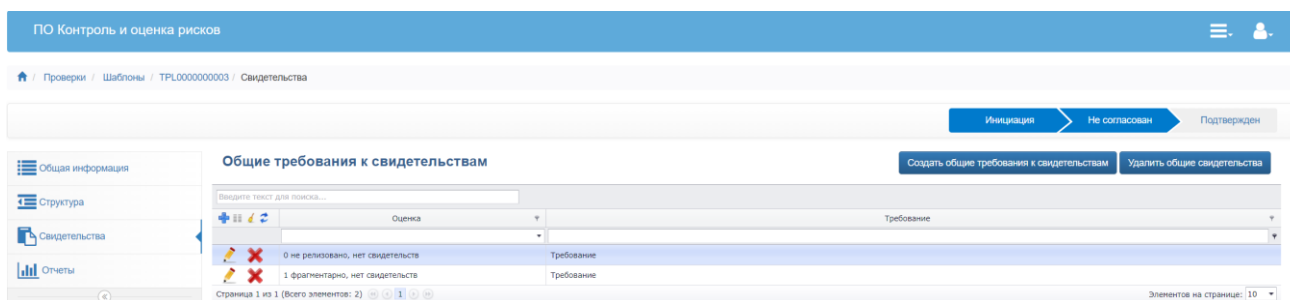 ПО Контроль и оценка рисков
/ Проверки / Шаблоны / TPL0000000003 / Свидетельства
Инициация Не согласован Подтвержден
Общая информация
Структура
Свидетельства
Отчеты
Общие требования к свидетельствам
Создать общие требования к свидетельствам Удалить общие свидетельства
Введите текст для поиска...
Оценка Требование
0 не релизовано, нет свидетельств Требование
1 фрагментарно, нет свидетельств Требование
Страница 1 из 1 (Всего элементов: 2) 1 Элементов на странице: 10